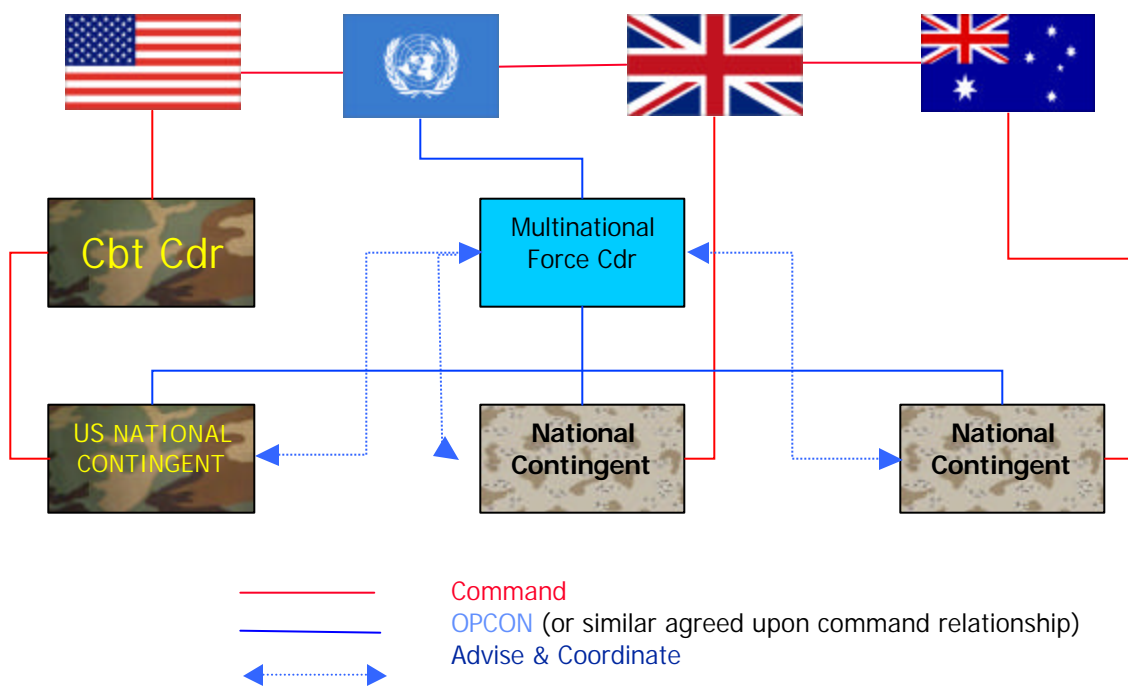 Cbt Cdr
Multinational
Force Cdr
US NATIONAL
CONTINGENT
National
Contingent
National
Contingent
Command
OPCON (or similar agreed upon command relationship)
Advise & Coordinate